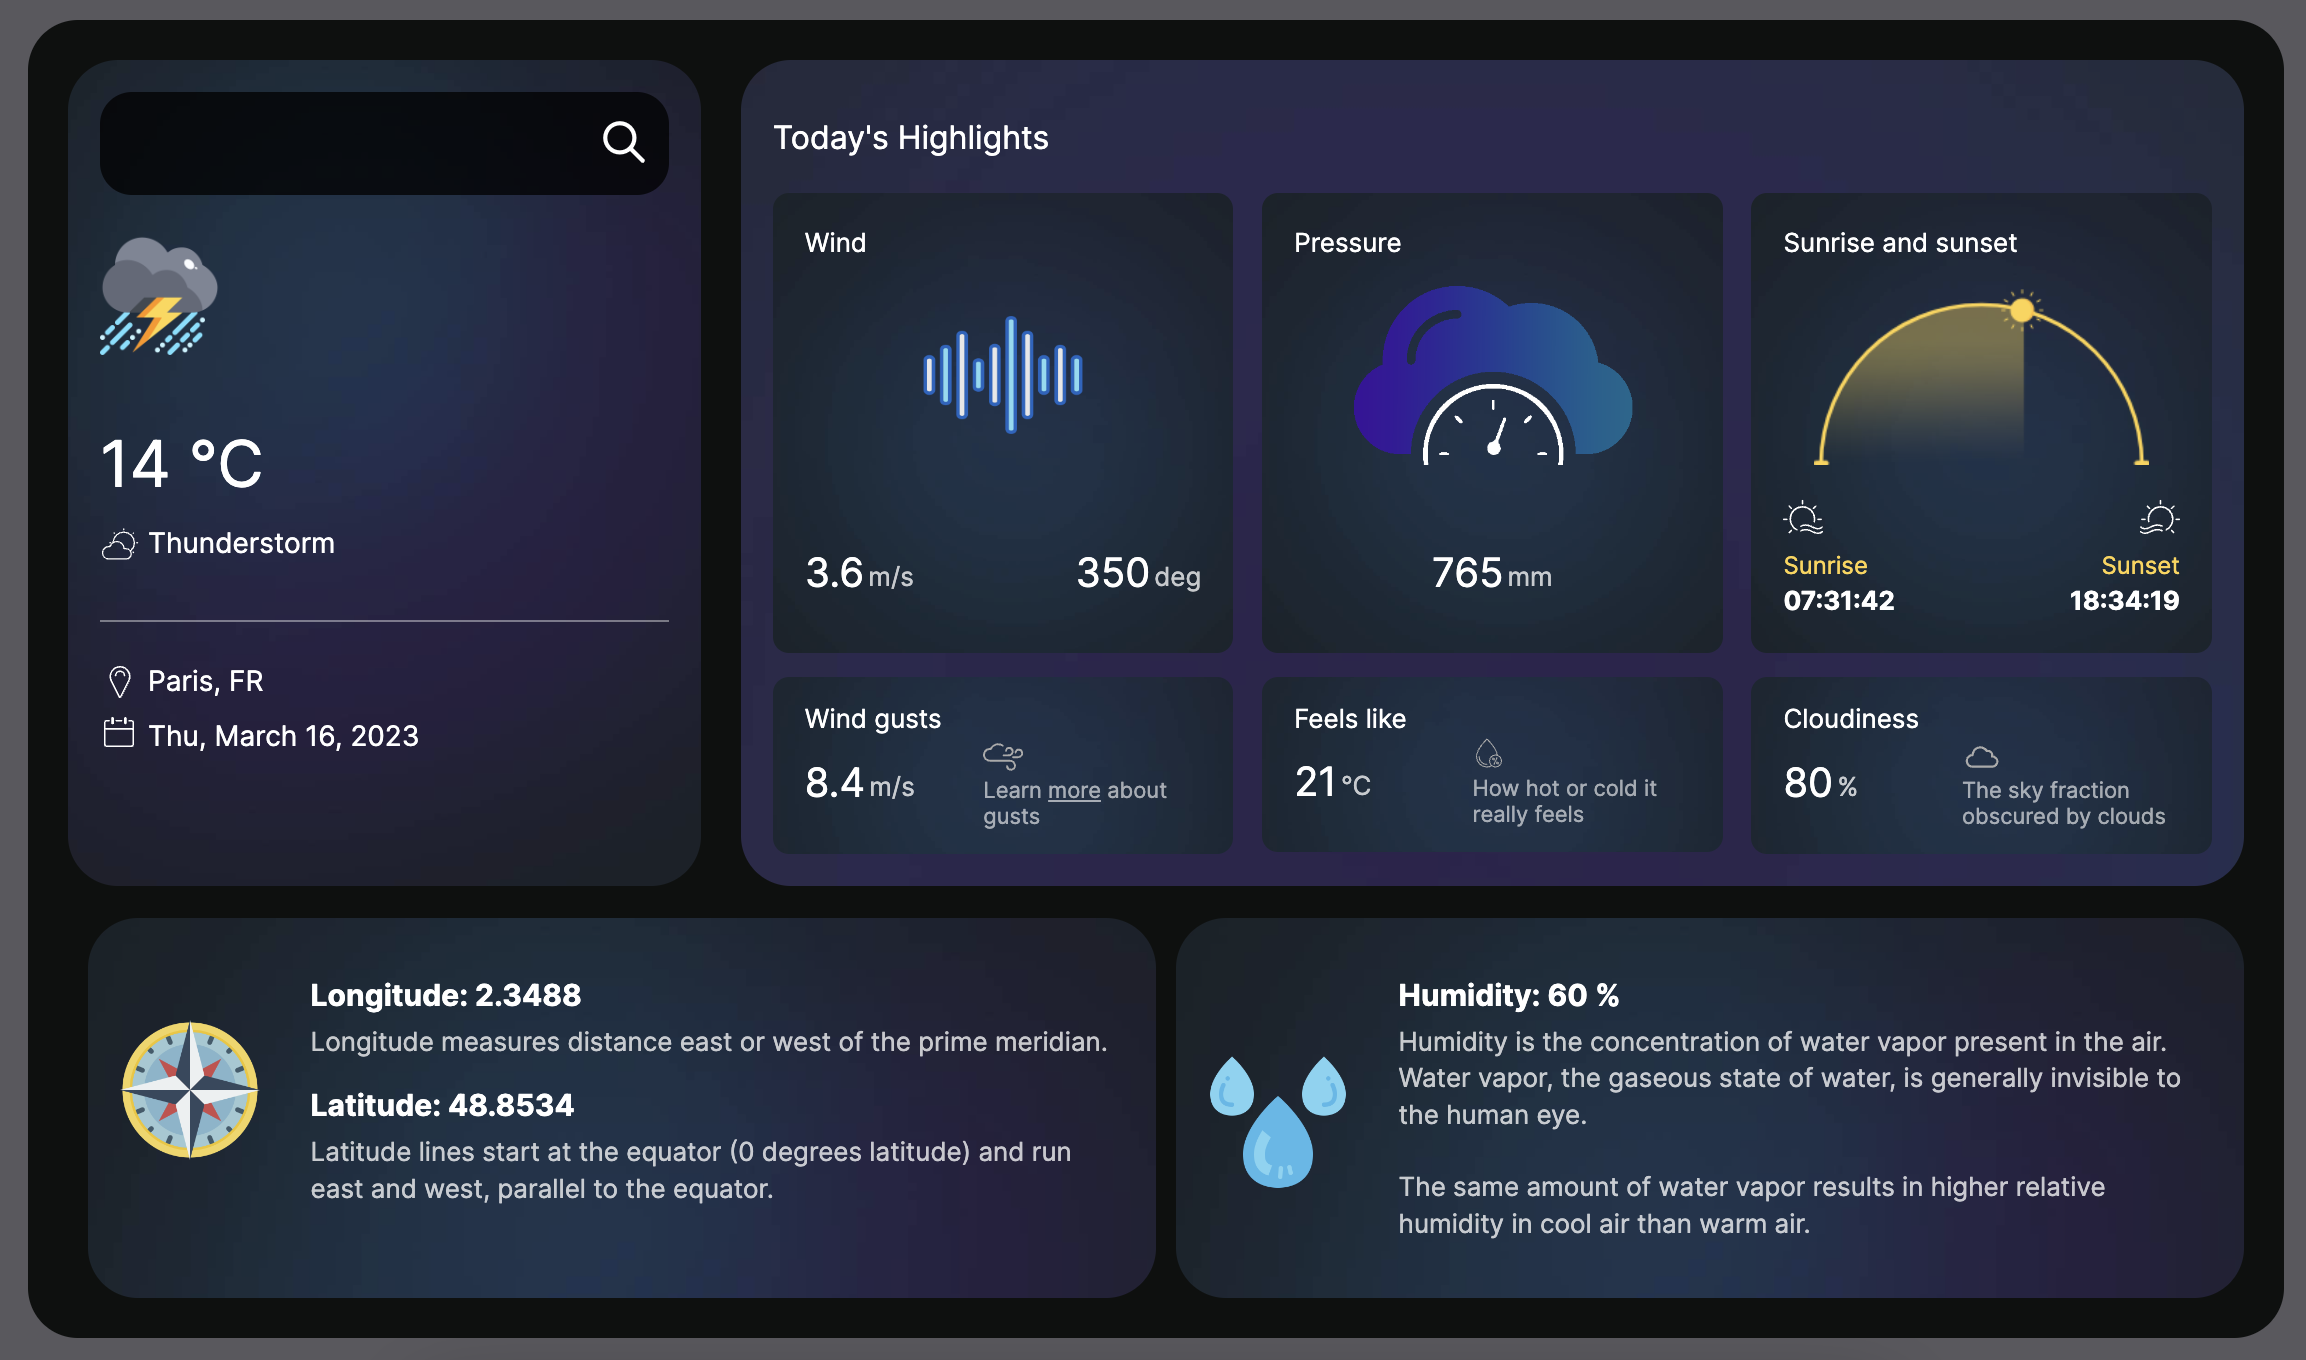 14 °C
Thunderstorm
Paris, FR
Thu, March 16, 2023
Today's Highlights
Wind
3.6 m/s 350 deg
Pressure
765 mm
Sunrise and sunset
Sunrise Sunset
07:31:42 18:34:19
Wind gusts
8.4 m/s
Learn more about
gusts
Feels like
21 °C
How hot or cold it
really feels
Cloudiness
80 %
The sky fraction
obscured by clouds
Longitude: 2.3488
Longitude measures distance east or west of the prime meridian.
Latitude: 48.8534
Latitude lines start at the equator (0 degrees latitude) and run
east and west, parallel to the equator.
Humidity: 60 %
Humidity is the concentration of water vapor present in the air.
Water vapor, the gaseous state of water, is generally invisible to
the human eye.
The same amount of water vapor results in higher relative
humidity in cool air than warm air.